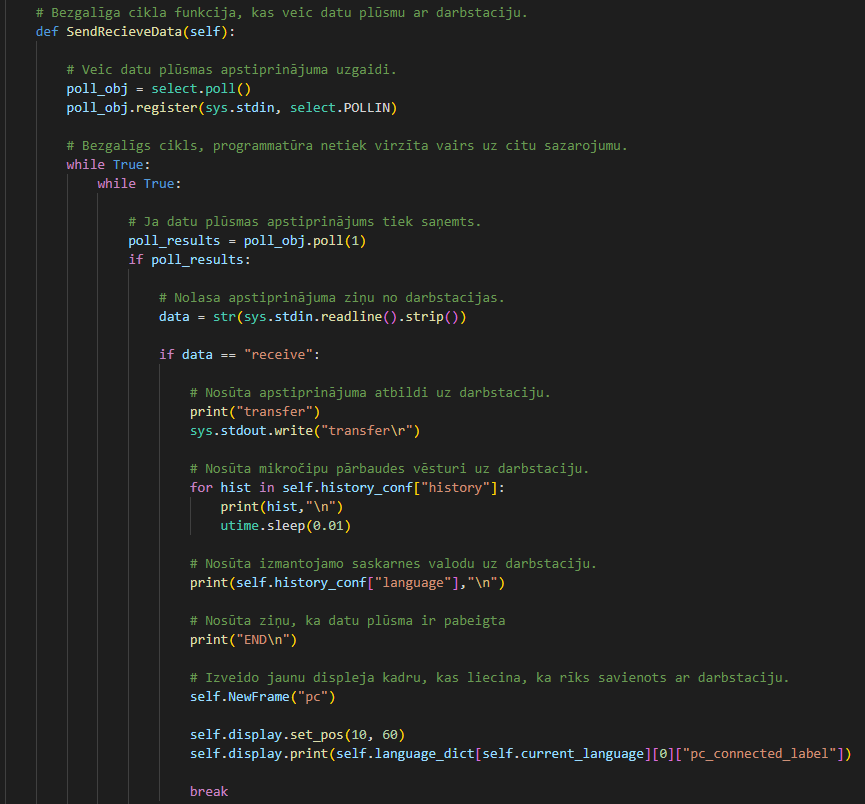 # Bezgalīga cikla funkcija, kas veic datu plūsmu ar darbstaciju.
def SendRecieveData(self):
# Veic datu plūsmas apstiprinājuma uzgaidi.
poll_obj = select.poll()
poll_obj.register(sys.stdin, select.POLLIN)
# Bezgalīgs cikls, programmatūra netiek virzīta vairs uz citu sazarojumu.
while True:
while True:
# Ja datu plūsmas apstiprinājums tiek saņemts.
poll_results = poll_obj.poll(1)
if poll_results:
# Nolasa apstiprinājuma ziņu no darbstacijas.
data = str(sys.stdin.readline().strip())
if data == "receive":
# Nosūta apstiprinājuma atbildi uz darbstaciju.
print("transfer")
sys.stdout.write("transfer\r")
# Nosūta mikročipu pārbaudes vēsturi uz darbstaciju.
for hist in self.history_conf["history"]:
print(hist,"\n")
utime.sleep(0.01)
# Nosūta izmantojamo saskarnes valodu uz darbstaciju.
print(self.history_conf["language"],"\n")
# Nosūta ziņu, ka datu plūsma ir pabeigta
print("END\n")
# Izveido jaunu displeja kadru, kas liecina, ka rīks savienots ar darbstaciju.
self.NewFrame("pc")
self.display.set_pos(10, 60)
self.display.print(self.language_dict[self.current_language][0]["pc_connected_label"])
break